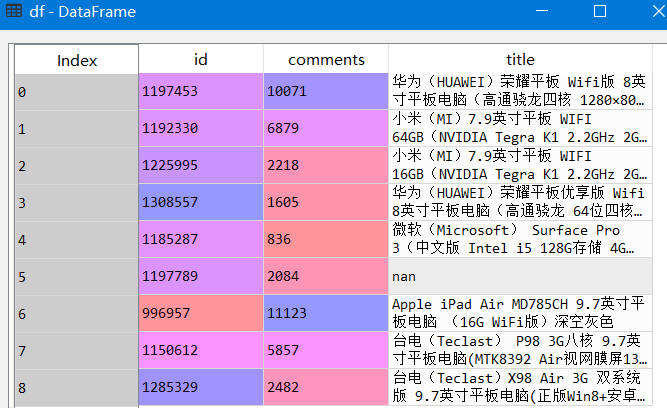 df - DataFrame
Index id comments title
0 1197453 10071 华为（HUAWEI）荣耀平板 Wifi版 8英
寸平板电脑（高通骁龙四核 1280×80…
1 1192330 6879 小米（MI）7.9英寸平板 WIFI
64GB（NVIDIA Tegra K1 2.2GHz 2G…
2 1225995 2218 小米（MI）7.9英寸平板 WIFI
16GB（NVIDIA Tegra K1 2.2GHz 2G…
3 1308557 1605 华为（HUAWEI）荣耀平板优享版 Wifi
8英寸平板电脑（高通骁龙 64位四核…
4 1185287 836 微软（Microsoft） Surface Pro
3（中文版 Intel i5 128G存储 4G…
5 1197789 2084 nan
6 996957 11123 Apple iPad Air MD785CH 9.7英寸平
板电脑 （16G WiFi版）深空灰色
7 1150612 5857 台电（Teclast） P98 3G八核 9.7英
寸平板电脑(MTK8392 Air视网膜屏13…
8 1285329 2482 台电（Teclast）X98 Air 3G 双系统
版 9.7英寸平板电脑(正版Win8+安卓…